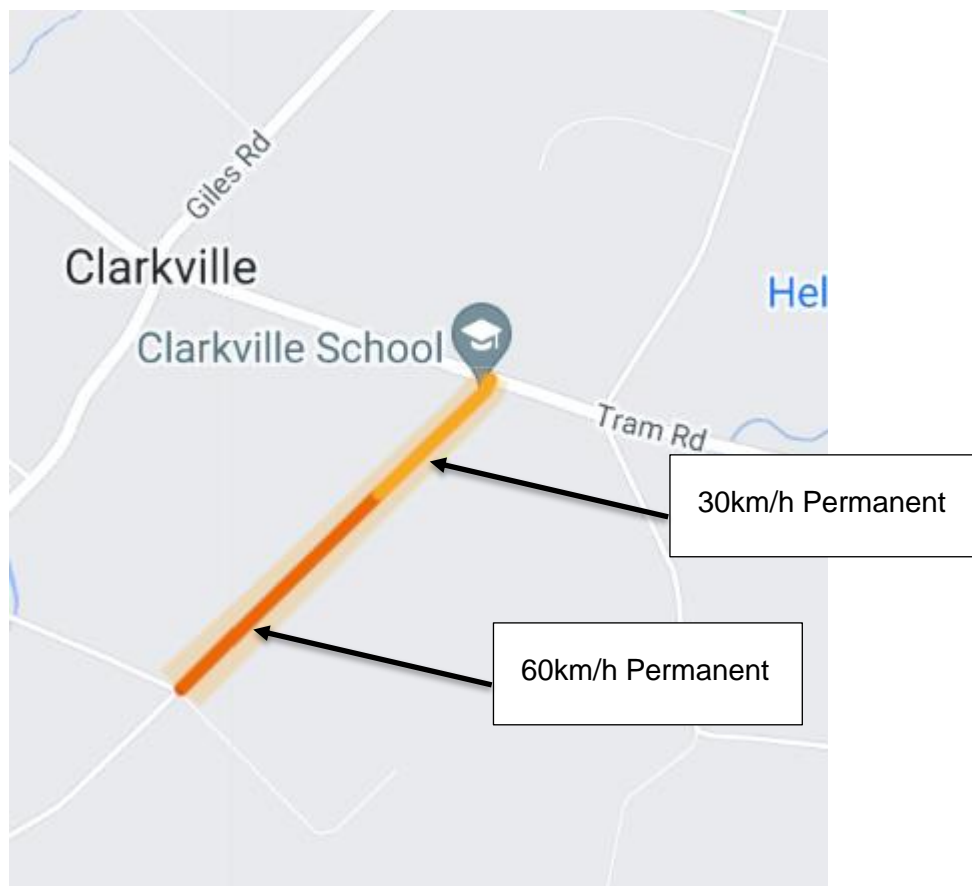 Giles Rd
Clarkville
Hel
Clarkville School
Tram Rd
30km/h Permanent
60km/h Permanent